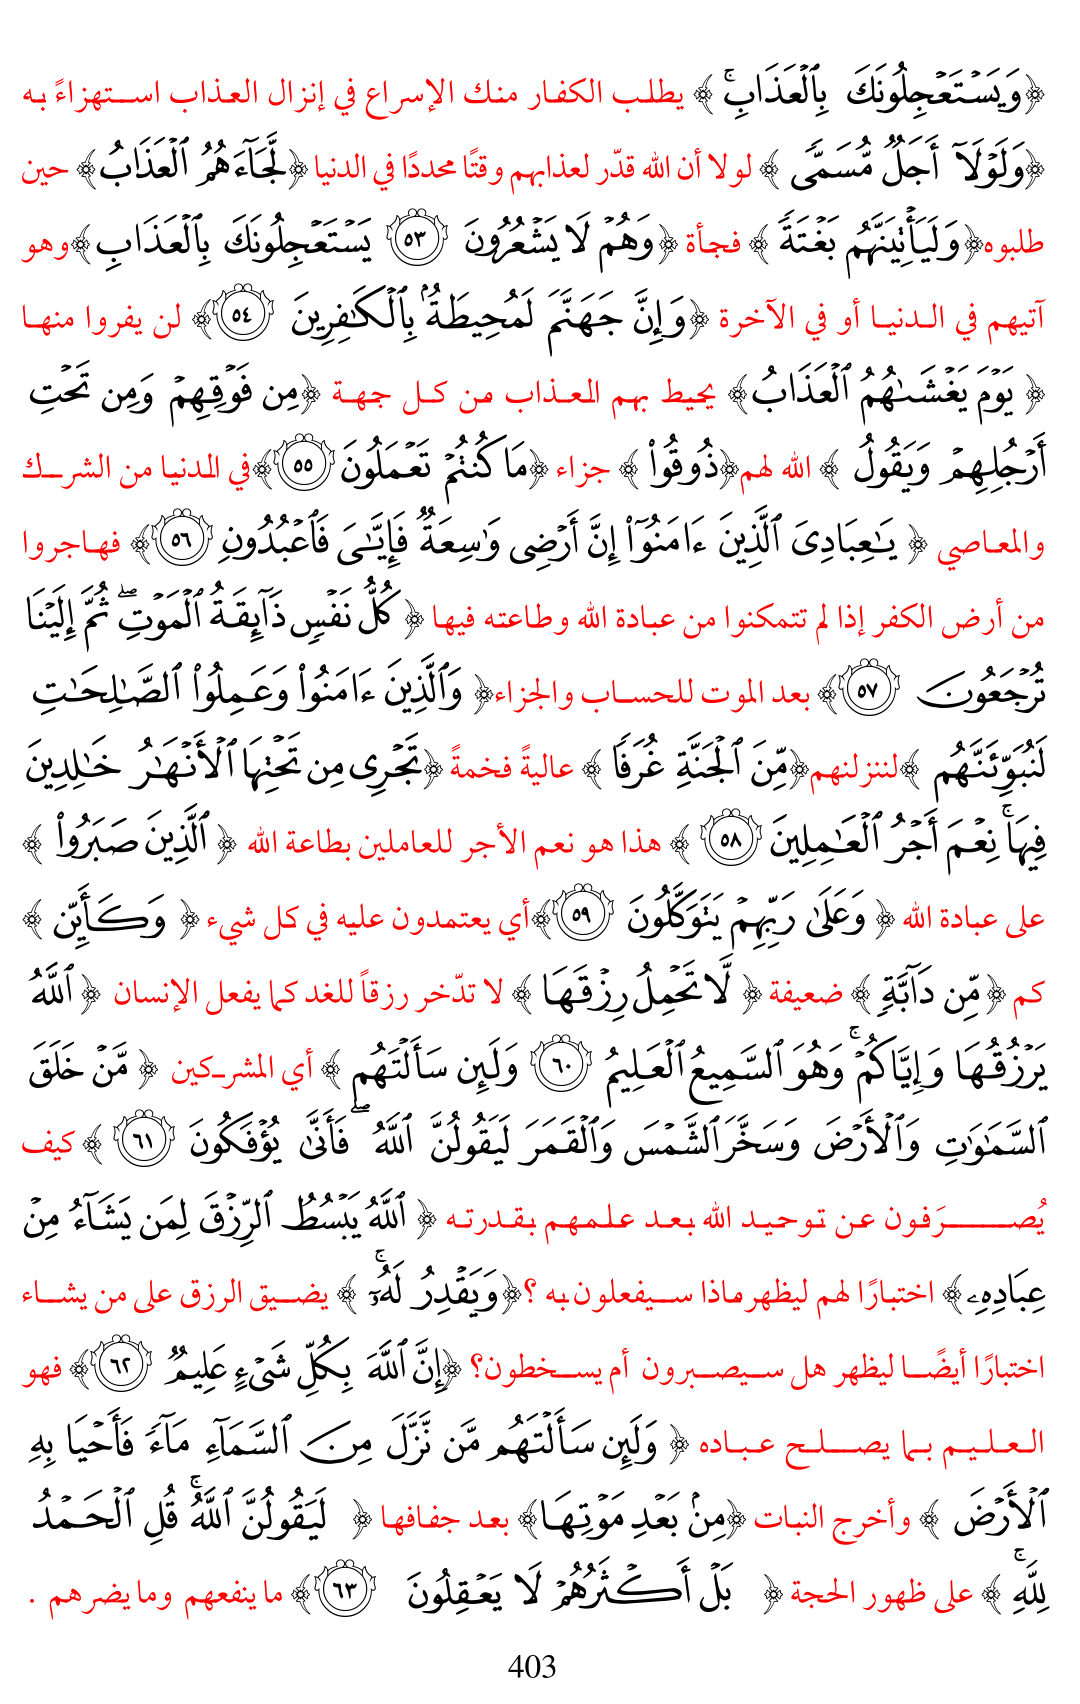 ﴿وَيَسْتَعْجِلُونَكَ بِالْعَذَابِ ۚ ﴾ يطلب الكفار منك الإسراع في إنزال العذاب استهزاءً به
﴿وَلَوْلَآ أَجَلٌ مُّسَمًّى ﴾ لولا أن الله قدّر لعذابهم وقتًا محددًا في الدنيا ﴿لَّجَآءَهُمُ ٱلْعَذَابُ﴾ حين
طلبوه﴿وَلَيَأْتِيَنَّهُم بَغْتَةً ﴾ فجأة ﴿وَهُمْ لَا يَشْعُرُونَ ٥٣ يَسْتَعْجِلُونَكَ بِٱلْعَذَابِ﴾وهو
آتيهم في الدنيا أو في الآخرة ﴿وَإِنَّ جَهَنَّمَ لَمُحِيطَةٌۢ بِٱلْكَـٰفِرِينَ ٥٤﴾ لن يفروا منها
﴿ يَوْمَ يَغْشَىٰهُمُ ٱلْعَذَابُ﴾ يحيط بهم العذاب من كل جهة ﴿مِن فَوْقِهِمْ وَمِن تَحْتِ
أَرْجُلِهِمْ وَيَقُولُ ﴾ الله لهم﴿ذُوقُوا۟ ﴾ جزاء ﴿مَا كُنتُمْ تَعْمَلُونَ ٥٥﴾في الدنيا من الشرك
والمعاصي ﴿ يَـٰعِبَادِىَ ٱلَّذِينَ ءَامَنُوٓا۟ إِنَّ أَرْضِى وَٰسِعَةٌ فَإِيَّـٰىَ فَٱعْبُدُونِ ٥٦﴾ فهاجروا
من أرض الكفر إذا لم تتمكنوا من عبادة الله وطاعته فيها ﴿ كُلُّ نَفْسٍ ذَآئِقَةُ ٱلْمَوْتِ ۖ ثُمَّ إِلَيْنَا
تُرْجَعُونَ ٥٧﴾ بعد الموت للحساب والجزاء﴿ وَٱلَّذِينَ ءَامَنُوا۟ وَعَمِلُوا۟ ٱلصَّـٰلِحَـٰتِ
لَنُبَوِّئَنَّهُم ﴾لننزلنهم﴿مِّنَ ٱلْجَنَّةِ غُرَفًا ﴾ عاليةً فخمةً ﴿تَجْرِى مِن تَحْتِهَا ٱلْأَنْهَـٰرُ خَـٰلِدِينَ
فِيهَا ۚ نِعْمَ أَجْرُ ٱلْعَـٰمِلِينَ ٥٨ ﴾ هذا هو نعم الأجر للعاملين بطاعة الله ﴿ ٱلَّذِينَ صَبَرُوا۟ ﴾
على عبادة الله ﴿ وَعَلَىٰ رَبِّهِمْ يَتَوَكَّلُونَ ٥٩﴾أي يعتمدون عليه في كل شيء ﴿ وَكَأَيِّن ﴾
كم ﴿مِّن دَآبَّةٍ ﴾ ضعيفة ﴿ لَّا تَحْمِلُ رِزْقَهَا ﴾ لا تدّخر رزقاً للغد كما يفعل الإنسان ﴿ ٱللَّهُ
يَرْزُقُهَا وَإِيَّاكُمْ ۚ وَهُوَ ٱلسَّمِيعُ ٱلْعَلِيمُ ٦٠ وَلَئِن سَأَلْتَهُم ﴾ أي المشركين ﴿ مَّنْ خَلَقَ
ٱلسَّمَـٰوَٰتِ وَٱلْأَرْضَ وَسَخَّرَ ٱلشَّمْسَ وَٱلْقَمَرَ لَيَقُولُنَّ ٱللَّهُ ۖ فَأَنَّىٰ يُؤْفَكُونَ ٦١ ﴾ كيف
يُصرَفون عن توحيد الله بعد علمهم بقدرته ﴿ ٱللَّهُ يَبْسُطُ ٱلرِّزْقَ لِمَن يَشَآءُ مِنْ
عِبَادِهِۦ﴾ اختبارًا لهم ليظهر ماذا سيفعلون به ؟﴿وَيَقْدِرُ لَهُۥٓ ۚ ﴾ يضيق الرزق على من يشاء
اختبارًا أيضًا ليظهر هل سيصبرون أم يسخطون؟ ﴿إِنَّ ٱللَّهَ بِكُلِّ شَىْءٍ عَلِيمٌ ٦٢﴾ فهو
العليم بما يصلح عباده ﴿ وَلَئِن سَأَلْتَهُم مَّن نَّزَّلَ مِنَ ٱلسَّمَآءِ مَآءً فَأَحْيَا بِهِ
ٱلْأَرْضَ ﴾ وأخرج النبات ﴿مِنۢ بَعْدِ مَوْتِهَا﴾ بعد جفافها ﴿ لَيَقُولُنَّ ٱللَّهُ ۚ قُلِ ٱلْحَمْدُ
لِلَّهِ ۚ ﴾ على ظهور الحجة ﴿ بَلْ أَكْثَرُهُمْ لَا يَعْقِلُونَ ٦٣﴾ ما ينفعهم وما يضرهم .
403